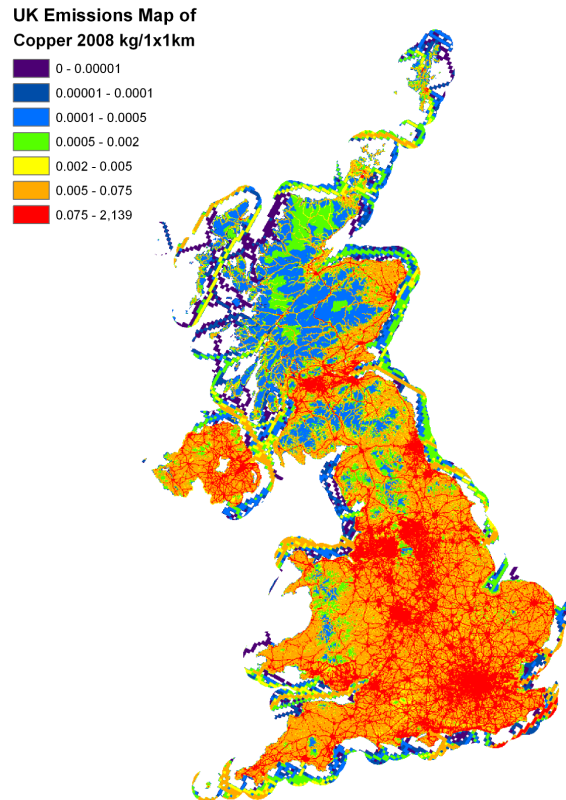 UK Emissions Map of
Copper 2008 kg/1x1km
0 - 0.00001
0.00001 - 0.0001
0.0001 - 0.0005
0.0005 - 0.002
0.002 - 0.005
0.005 - 0.075
0.075 - 2,139